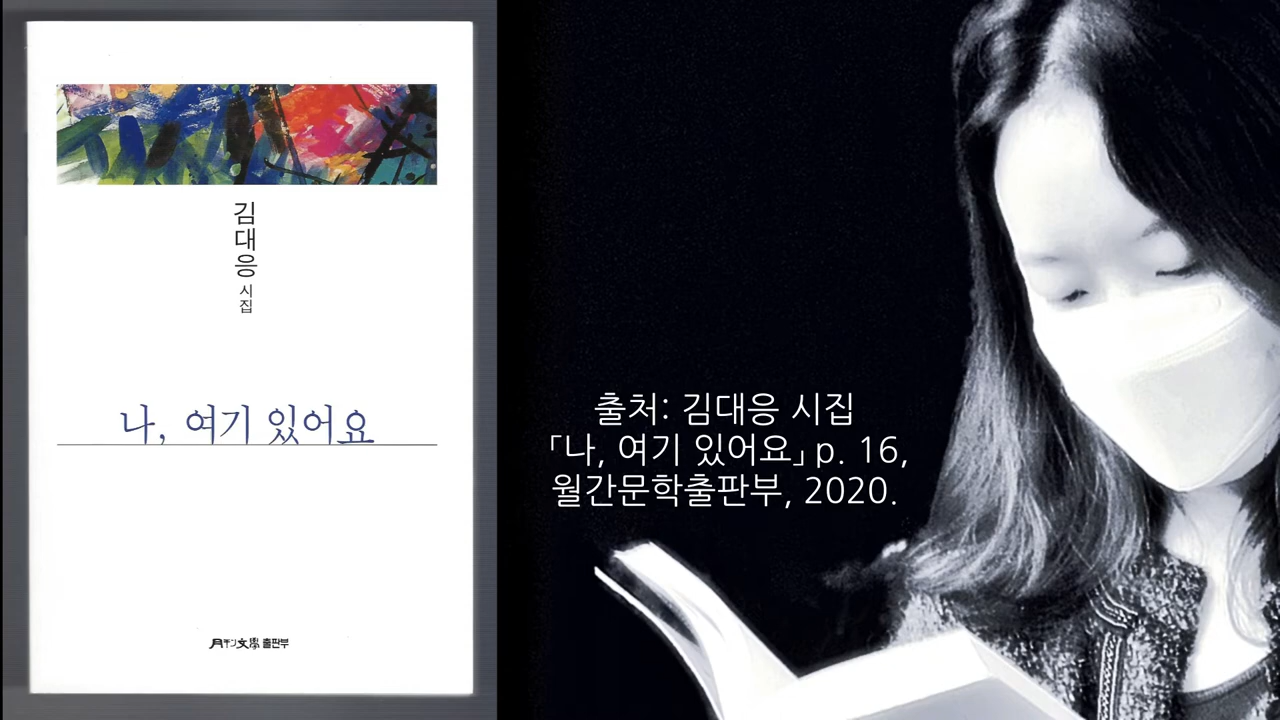 김대응 시집
나, 여기 있어요
月刊文學 출판부
출처: 김대응 시집
「나, 여기 있어요」 p. 16,
월간문학출판부, 2020.